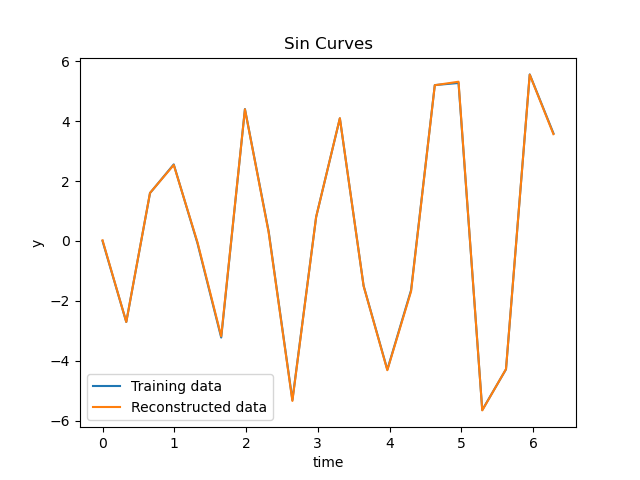 Sin Curves
6
4
2
0
−2
−4
−6
y
Training data
Reconstructed data
0 1 2 3 4 5 6
time